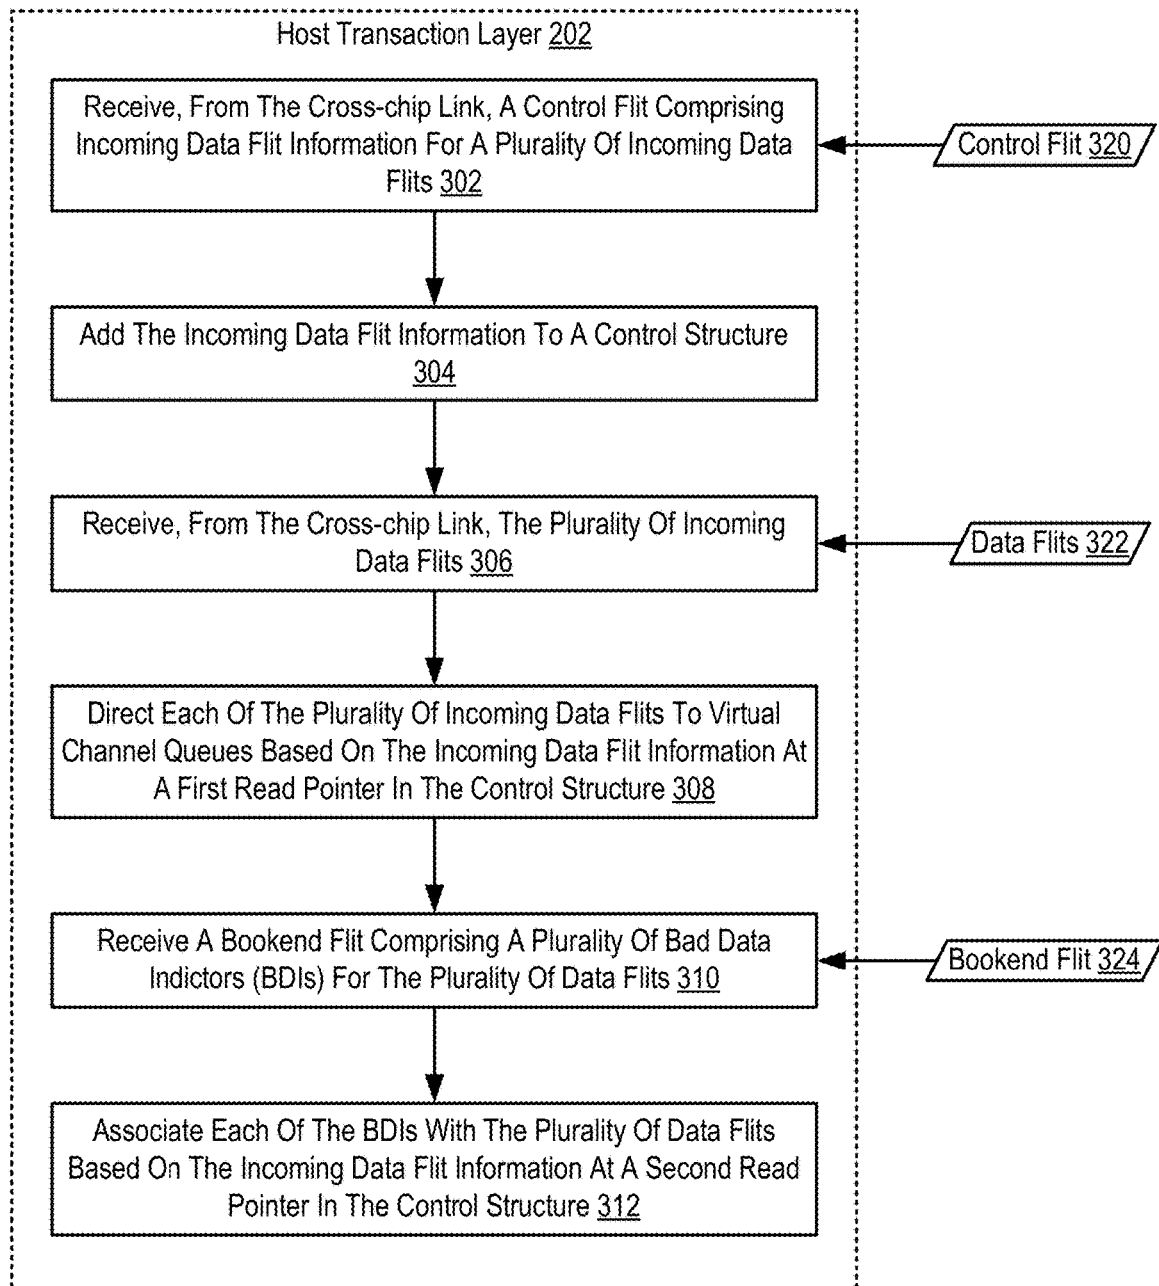 Host Transaction Layer 202
Receive, From The Cross-chip Link, A Control Flit Comprising
Incoming Data Flit Information For A Plurality Of Incoming Data
Flits 302
Control Flit 320
Add The Incoming Data Flit Information To A Control Structure
304
Receive, From The Cross-chip Link, The Plurality Of Incoming
Data Flits 306
Data Flits 322
Direct Each Of The Plurality Of Incoming Data Flits To Virtual
Channel Queues Based On The Incoming Data Flit Information At
A First Read Pointer In The Control Structure 308
Receive A Bookend Flit Comprising A Plurality Of Bad Data
Indictors (BDIs) For The Plurality Of Data Flits 310
Bookend Flit 324
Associate Each Of The BDIs With The Plurality Of Data Flits
Based On The Incoming Data Flit Information At A Second Read
Pointer In The Control Structure 312